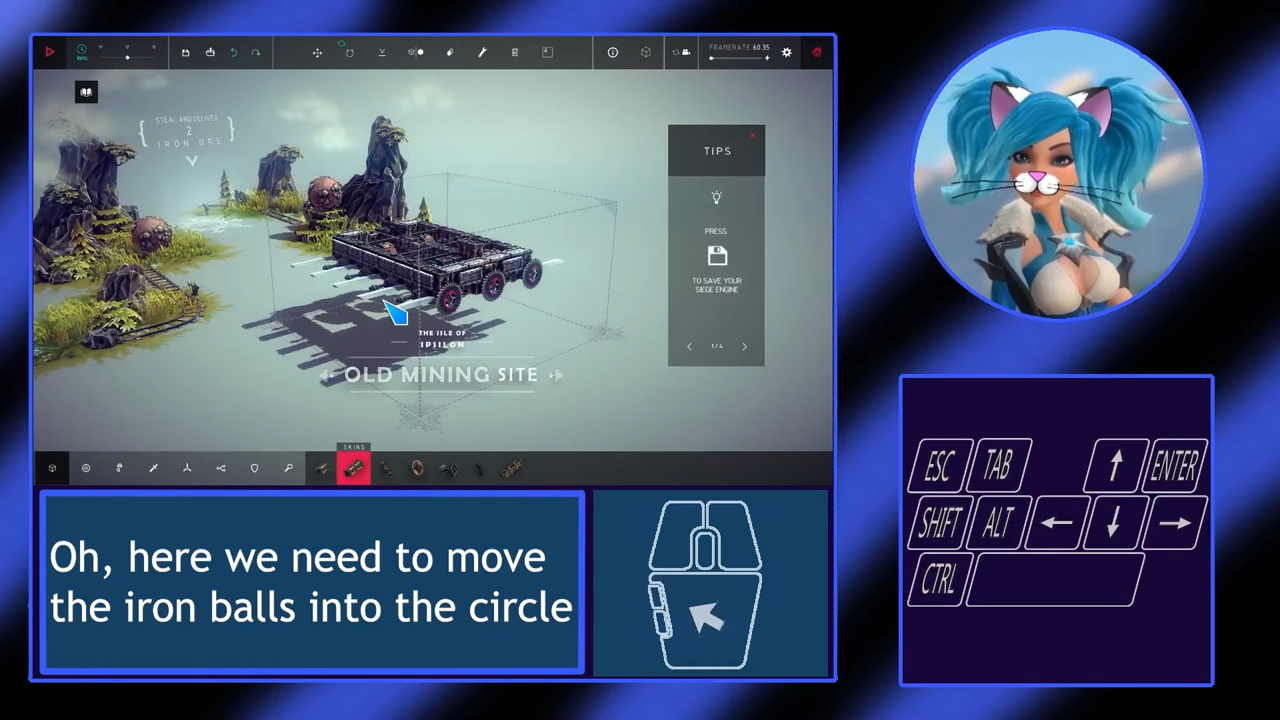 FRAMERATE 60.35
100%
STEAL AND DELIVER
2
IRON ORE
TIPS
PRESS
TO SAVE YOUR
SIEGE ENGINE
1/4
THE ISLE OF
IPSILON
OLD MINING SITE
SKINS
Oh, here we need to move
the iron balls into the circle
ESC
TAB
ENTER
SHIFT
ALT
CTRL